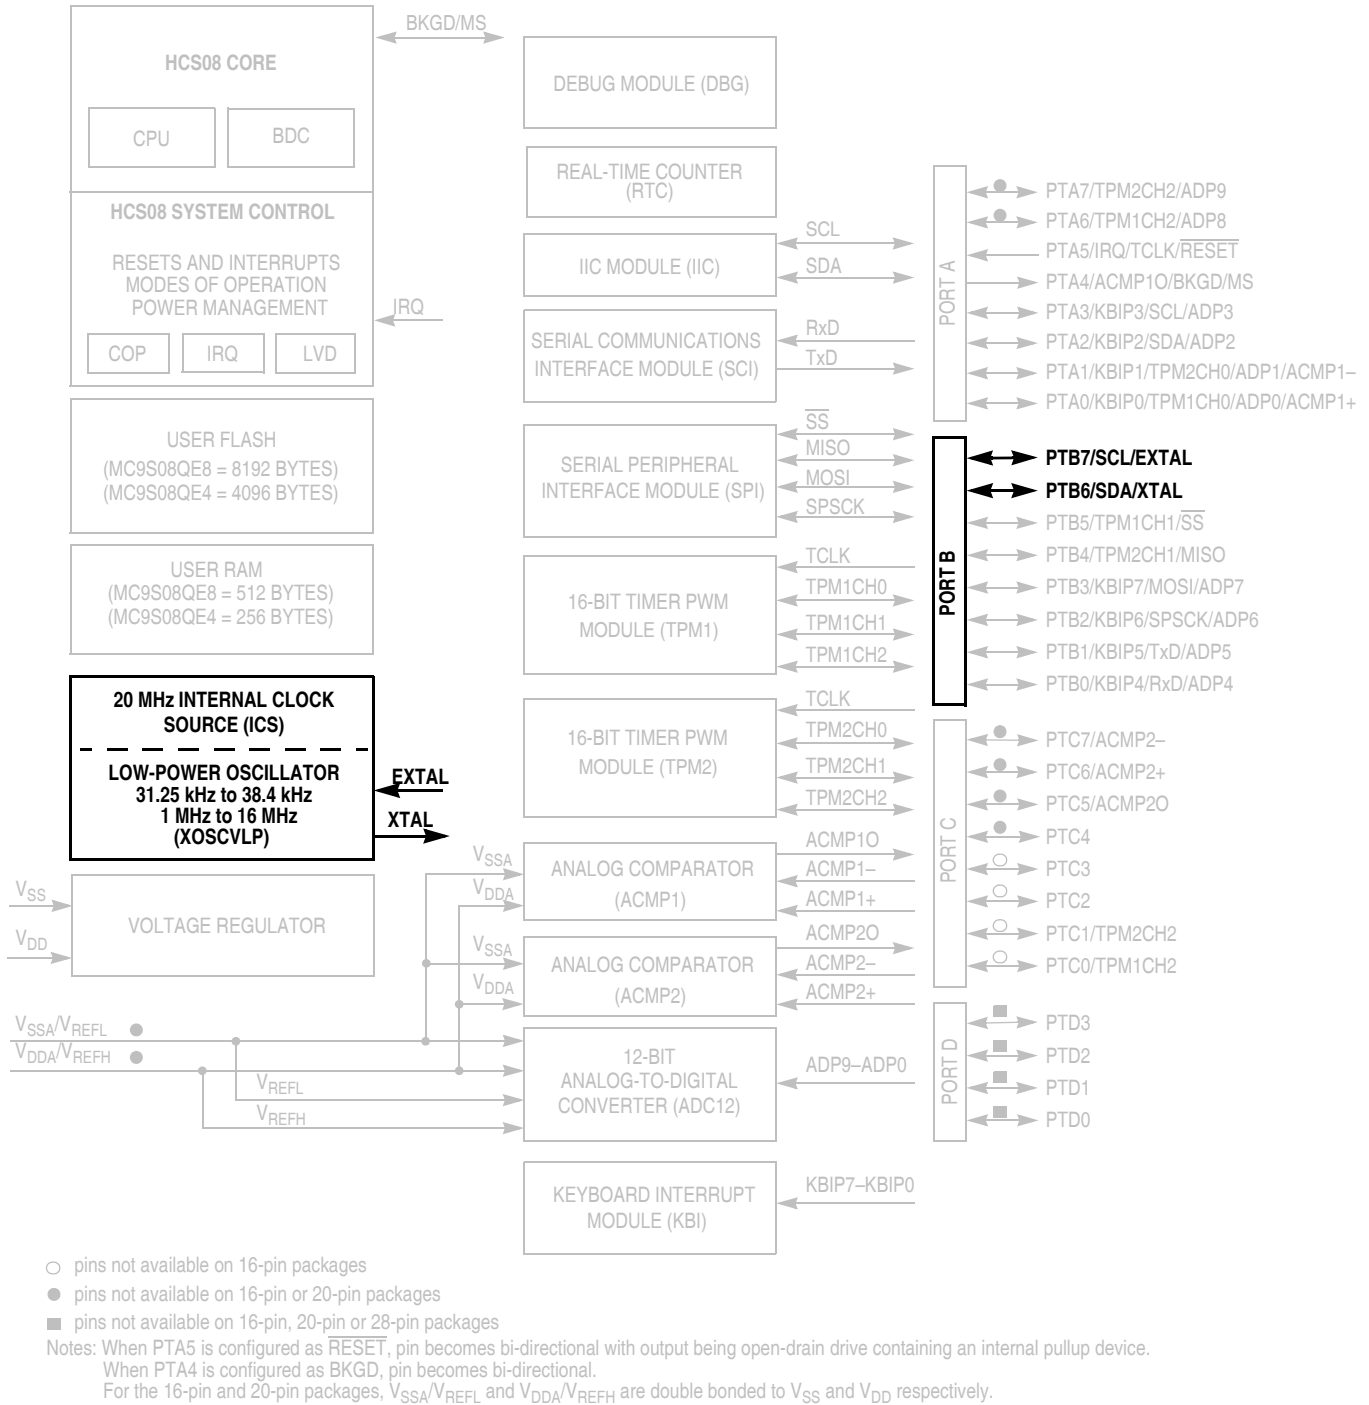 BKGD/MS
HCS08 CORE
CPU
BDC
HCS08 SYSTEM CONTROL
RESETS AND INTERRUPTS
MODES OF OPERATION
POWER MANAGEMENT
IRQ
COP
IRQ
LVD
USER FLASH
(MC9S08QE8 = 8192 BYTES)
(MC9S08QE4 = 4096 BYTES)
USER RAM
(MC9S08QE8 = 512 BYTES)
(MC9S08QE4 = 256 BYTES)
20 MHz INTERNAL CLOCK
SOURCE (ICS)
LOW-POWER OSCILLATOR
31.25 kHz to 38.4 kHz
1 MHz to 16 MHz
(XOSCVLP)
EXTAL
XTAL
VSS
VDD
VOLTAGE REGULATOR
VSSA/VREFL
VDDA/VREFH
VREFL
VREFH
VSSA
VDDA
VSSA
VDDA
DEBUG MODULE (DBG)
REAL-TIME COUNTER
(RTC)
IIC MODULE (IIC)
SCL
SDA
SERIAL COMMUNICATIONS
INTERFACE MODULE (SCI)
RxD
TxD
SERIAL PERIPHERAL
INTERFACE MODULE (SPI)
SS
MISO
MOSI
SPSCK
16-BIT TIMER PWM
MODULE (TPM1)
TCLK
TPM1CH0
TPM1CH1
TPM1CH2
16-BIT TIMER PWM
MODULE (TPM2)
TCLK
TPM2CH0
TPM2CH1
TPM2CH2
ANALOG COMPARATOR
(ACMP1)
ACMP1O
ACMP1–
ACMP1+
ANALOG COMPARATOR
(ACMP2)
ACMP2O
ACMP2–
ACMP2+
12-BIT
ANALOG-TO-DIGITAL
CONVERTER (ADC12)
ADP9–ADP0
KEYBOARD INTERRUPT
MODULE (KBI)
KBIP7–KBIP0
PORT A
PTA7/TPM2CH2/ADP9
PTA6/TPM1CH2/ADP8
PTA5/IRQ/TCLK/RESET
PTA4/ACMP1O/BKGD/MS
PTA3/KBIP3/SCL/ADP3
PTA2/KBIP2/SDA/ADP2
PTA1/KBIP1/TPM2CH0/ADP1/ACMP1–
PTA0/KBIP0/TPM1CH0/ADP0/ACMP1+
PORT B
PTB7/SCL/EXTAL
PTB6/SDA/XTAL
PTB5/TPM1CH1/SS
PTB4/TPM2CH1/MISO
PTB3/KBIP7/MOSI/ADP7
PTB2/KBIP6/SPSCK/ADP6
PTB1/KBIP5/TxD/ADP5
PTB0/KBIP4/RxD/ADP4
PORT C
PTC7/ACMP2–
PTC6/ACMP2+
PTC5/ACMP2O
PTC4
PTC3
PTC2
PTC1/TPM2CH2
PTC0/TPM1CH2
PORT D
PTD3
PTD2
PTD1
PTD0
pins not available on 16-pin packages
pins not available on 16-pin or 20-pin packages
pins not available on 16-pin, 20-pin or 28-pin packages
Notes: When PTA5 is configured as RESET, pin becomes bi-directional with output being open-drain drive containing an internal pullup device.
When PTA4 is configured as BKGD, pin becomes bi-directional.
For the 16-pin and 20-pin packages, VSSA/VREFL and VDDA/VREFH are double bonded to VSS and VDD respectively.